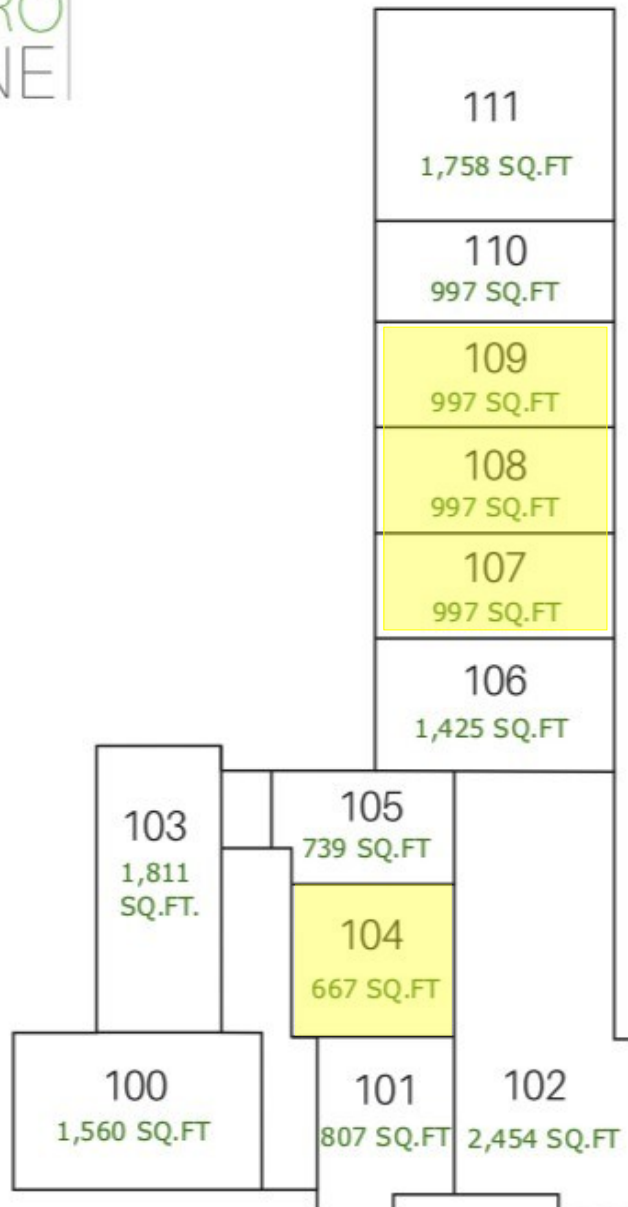 RO
NE
111
1,758 SQ.FT
110
997 SQ.FT
109
997 SQ.FT
108
997 SQ.FT
107
997 SQ.FT
106
1,425 SQ.FT
105
739 SQ.FT
103
1,811
SQ.FT.
104
667 SQ.FT
100
1,560 SQ.FT
101
807 SQ.FT
102
2,454 SQ.FT